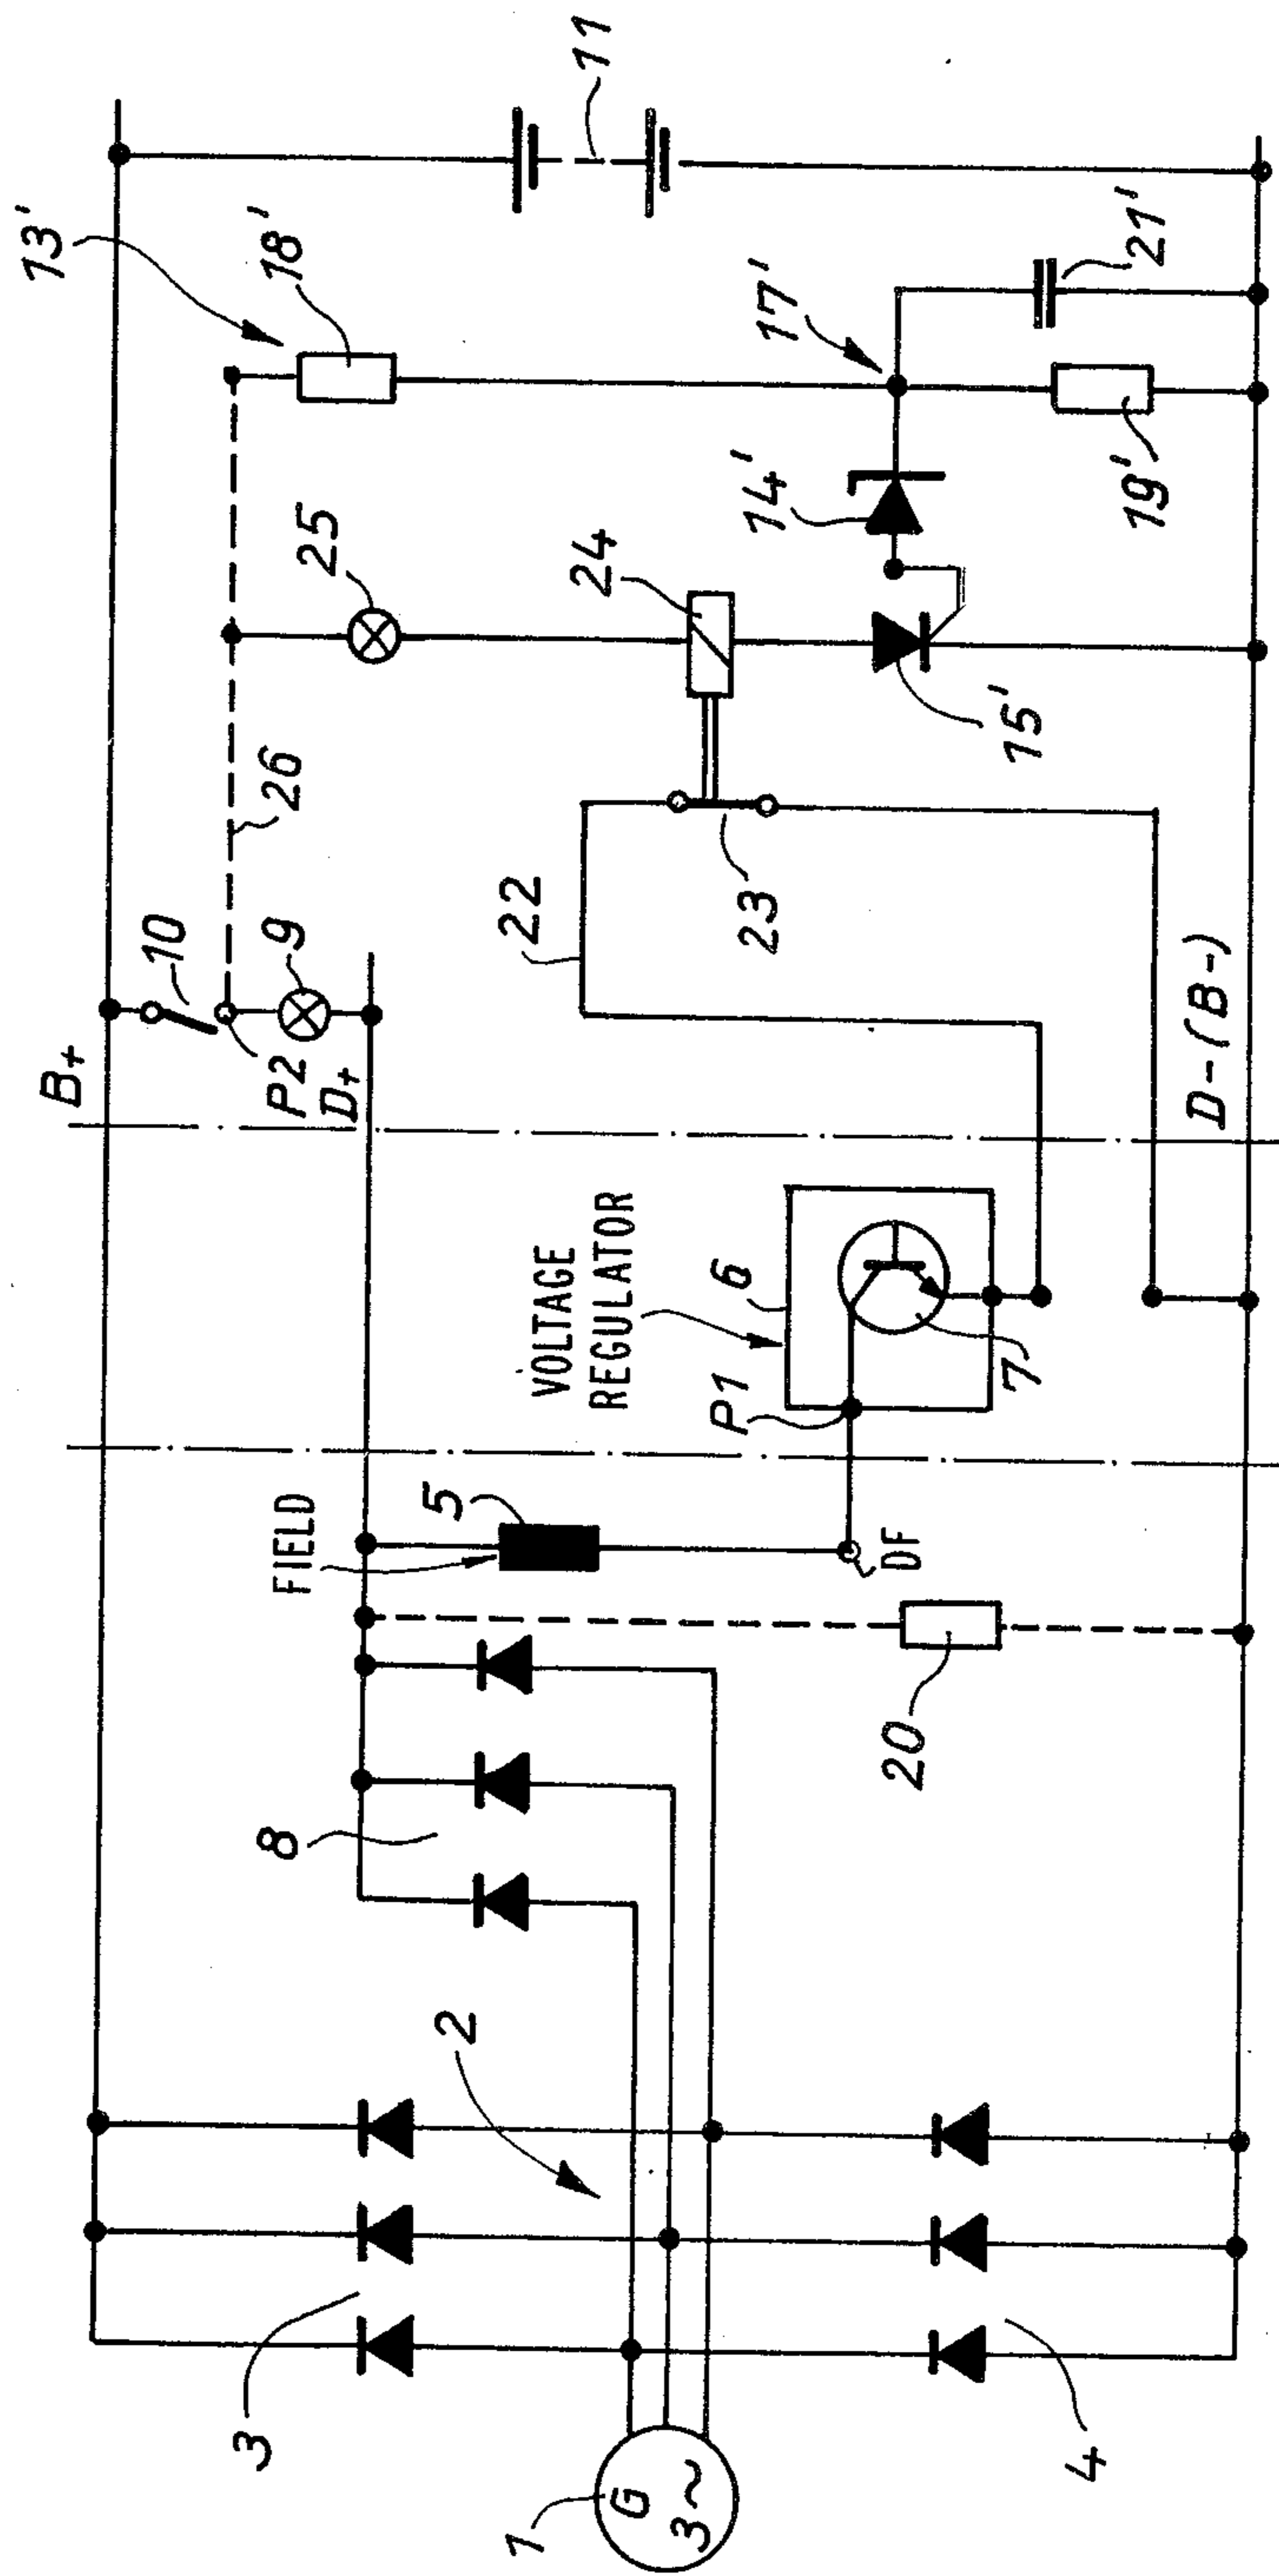 B+
13'
10
26
25
18'
11
P2
9
D+
FIELD
5
VOLTAGE
REGULATOR
6
22
24
14'
17'
8
P1
23
3
2
DF
7
15'
19'
21'
1
G
3~
20
D-(B-)
4